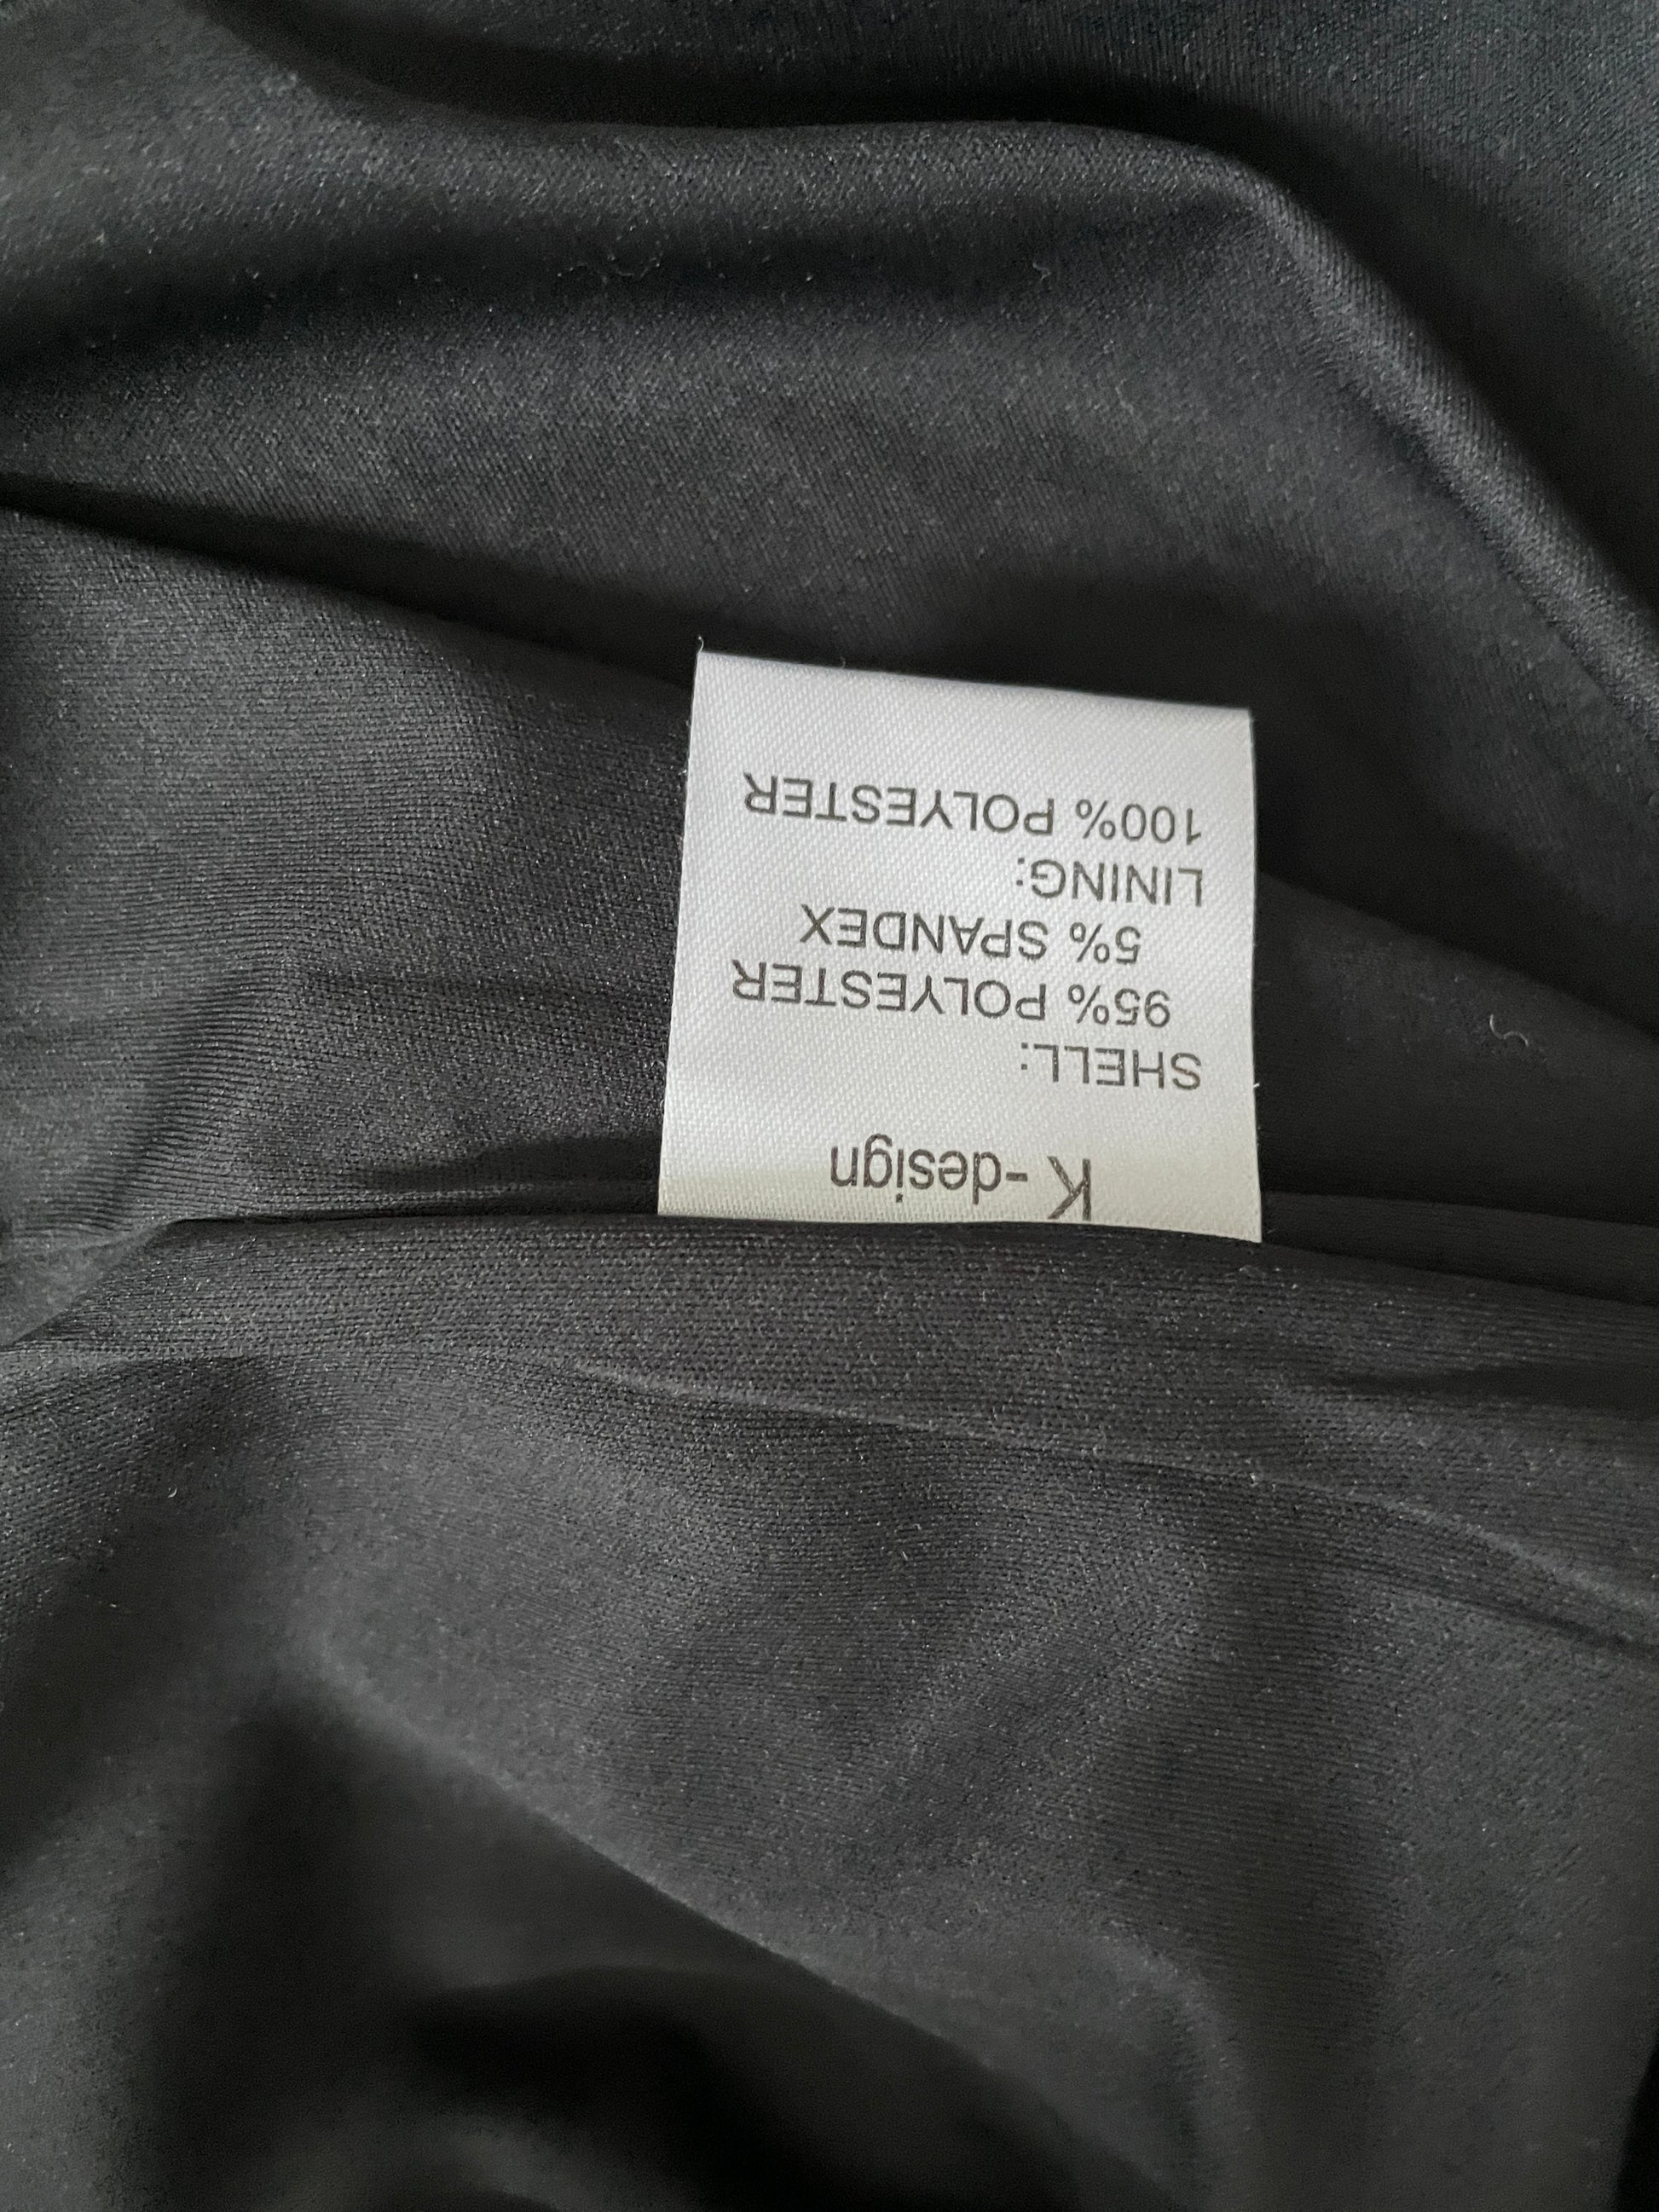 K-design
SHELL:
95% POLYESTER
5% SPANDEX
LINING:
100% POLYESTER